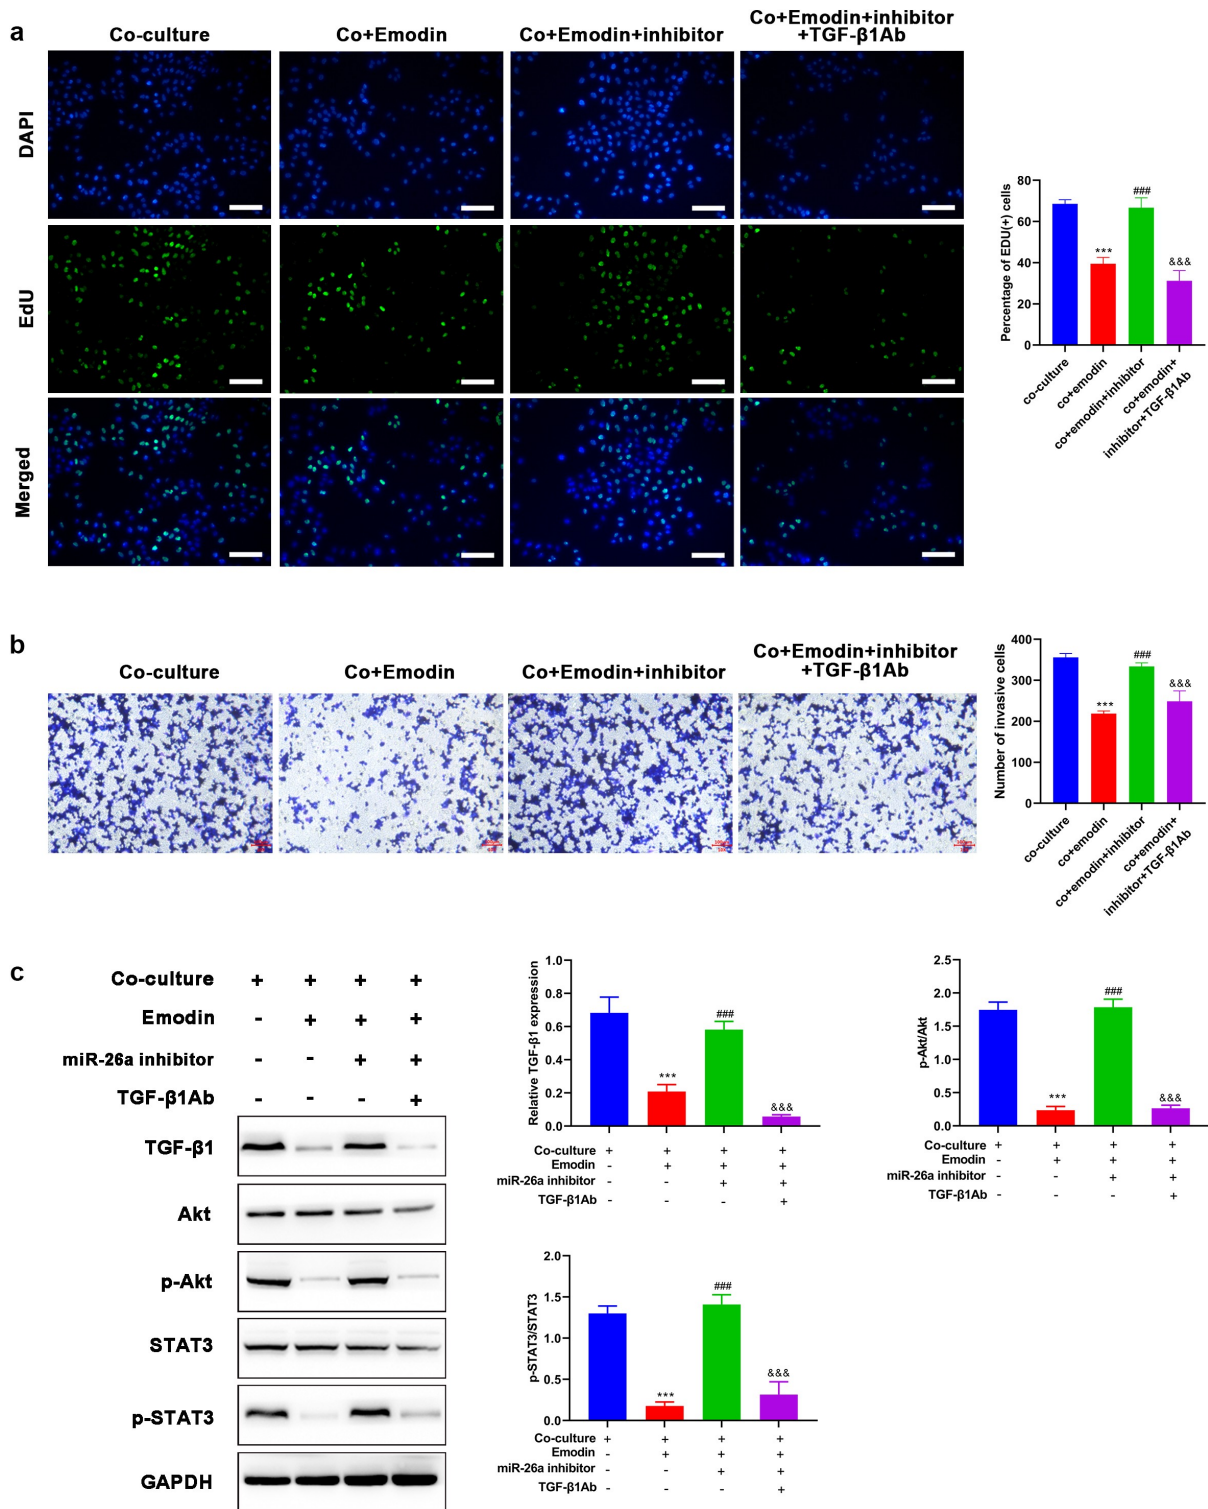 a
Co-culture
Co+Emodin
Co+Emodin+inhibitor
Co+Emodin+inhibitor
+TGF-β1Ab
DAPI
EdU
Merged
Percentage of EDU(+) cells
80
60
40
20
0
***
###
&&&
co-culture
co+emodin
co+emodin+inhibitor
co+emodin+
inhibitor+TGF-β1Ab
b
Co-culture
Co+Emodin
Co+Emodin+inhibitor
Co+Emodin+inhibitor
+TGF-β1Ab
Number of invasive cells
400
300
200
100
0
***
###
&&&
co-culture
co+emodin
co+emodin+inhibitor
co+emodin+
inhibitor+TGF-β1Ab
c
Co-culture + + + +
Emodin - + + +
miR-26a inhibitor - - + +
TGF-β1Ab - - - +
TGF-β1
Akt
p-Akt
STAT3
p-STAT3
GAPDH
Relative TGF-β1 expression
1.0
0.8
0.6
0.4
0.2
0.0
***
###
&&&
Co-culture + + + +
Emodin - + + +
miR-26a inhibitor - - + +
TGF-β1Ab - - - +
p-Akt/Akt
2.5
2.0
1.5
1.0
0.5
0.0
***
###
&&&
Co-culture + + + +
Emodin - + + +
miR-26a inhibitor - - + +
TGF-β1Ab - - - +
p-STAT3/STAT3
2.0
1.5
1.0
0.5
0.0
***
###
&&&
Co-culture + + + +
Emodin - + + +
miR-26a inhibitor - - + +
TGF-β1Ab - - - +